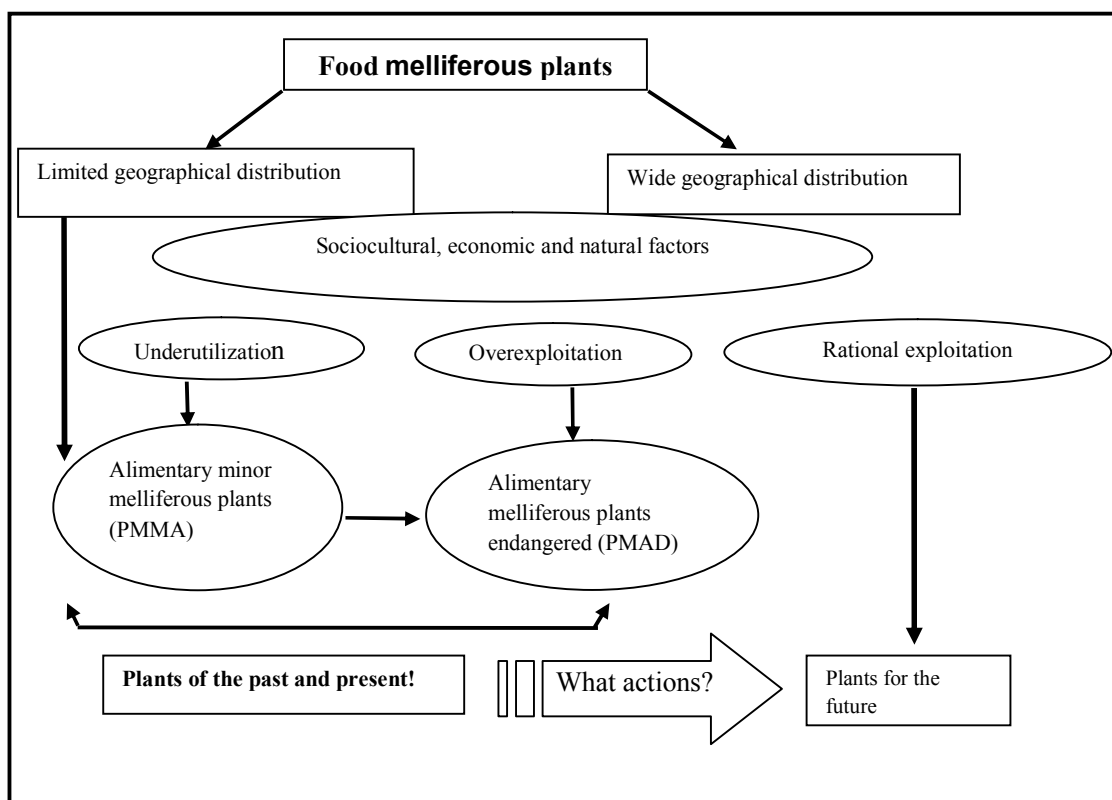 Food melliferous plants
Limited geographical distribution
Wide geographical distribution
Sociocultural, economic and natural factors
Underutilization
Overexploitation
Rational exploitation
Alimentary minor
melliferous plants
(PMMA)
Alimentary
melliferous plants
endangered (PMAD)
Plants of the past and present!
What actions?
Plants for the
future